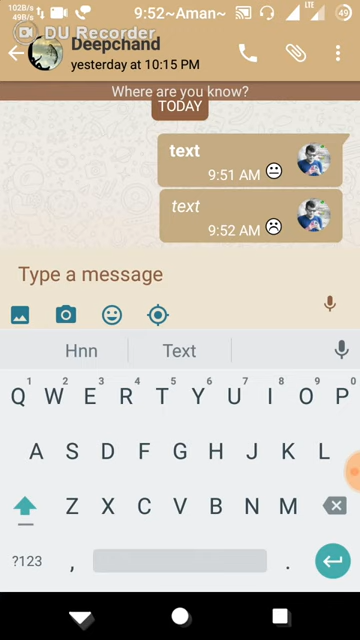 102B/s
49B/s
9:52~Aman~
LTE
49
DU Recorder
Deepchand
yesterday at 10:15 PM
Where are you know?
TODAY
text
9:51 AM
text
9:52 AM
Type a message
Hnn Text
1 2 3 4 5 6 7 8 9 0
Q W E R T Y U I O P
A S D F G H J K L
Z X C V B N M
?123 , .